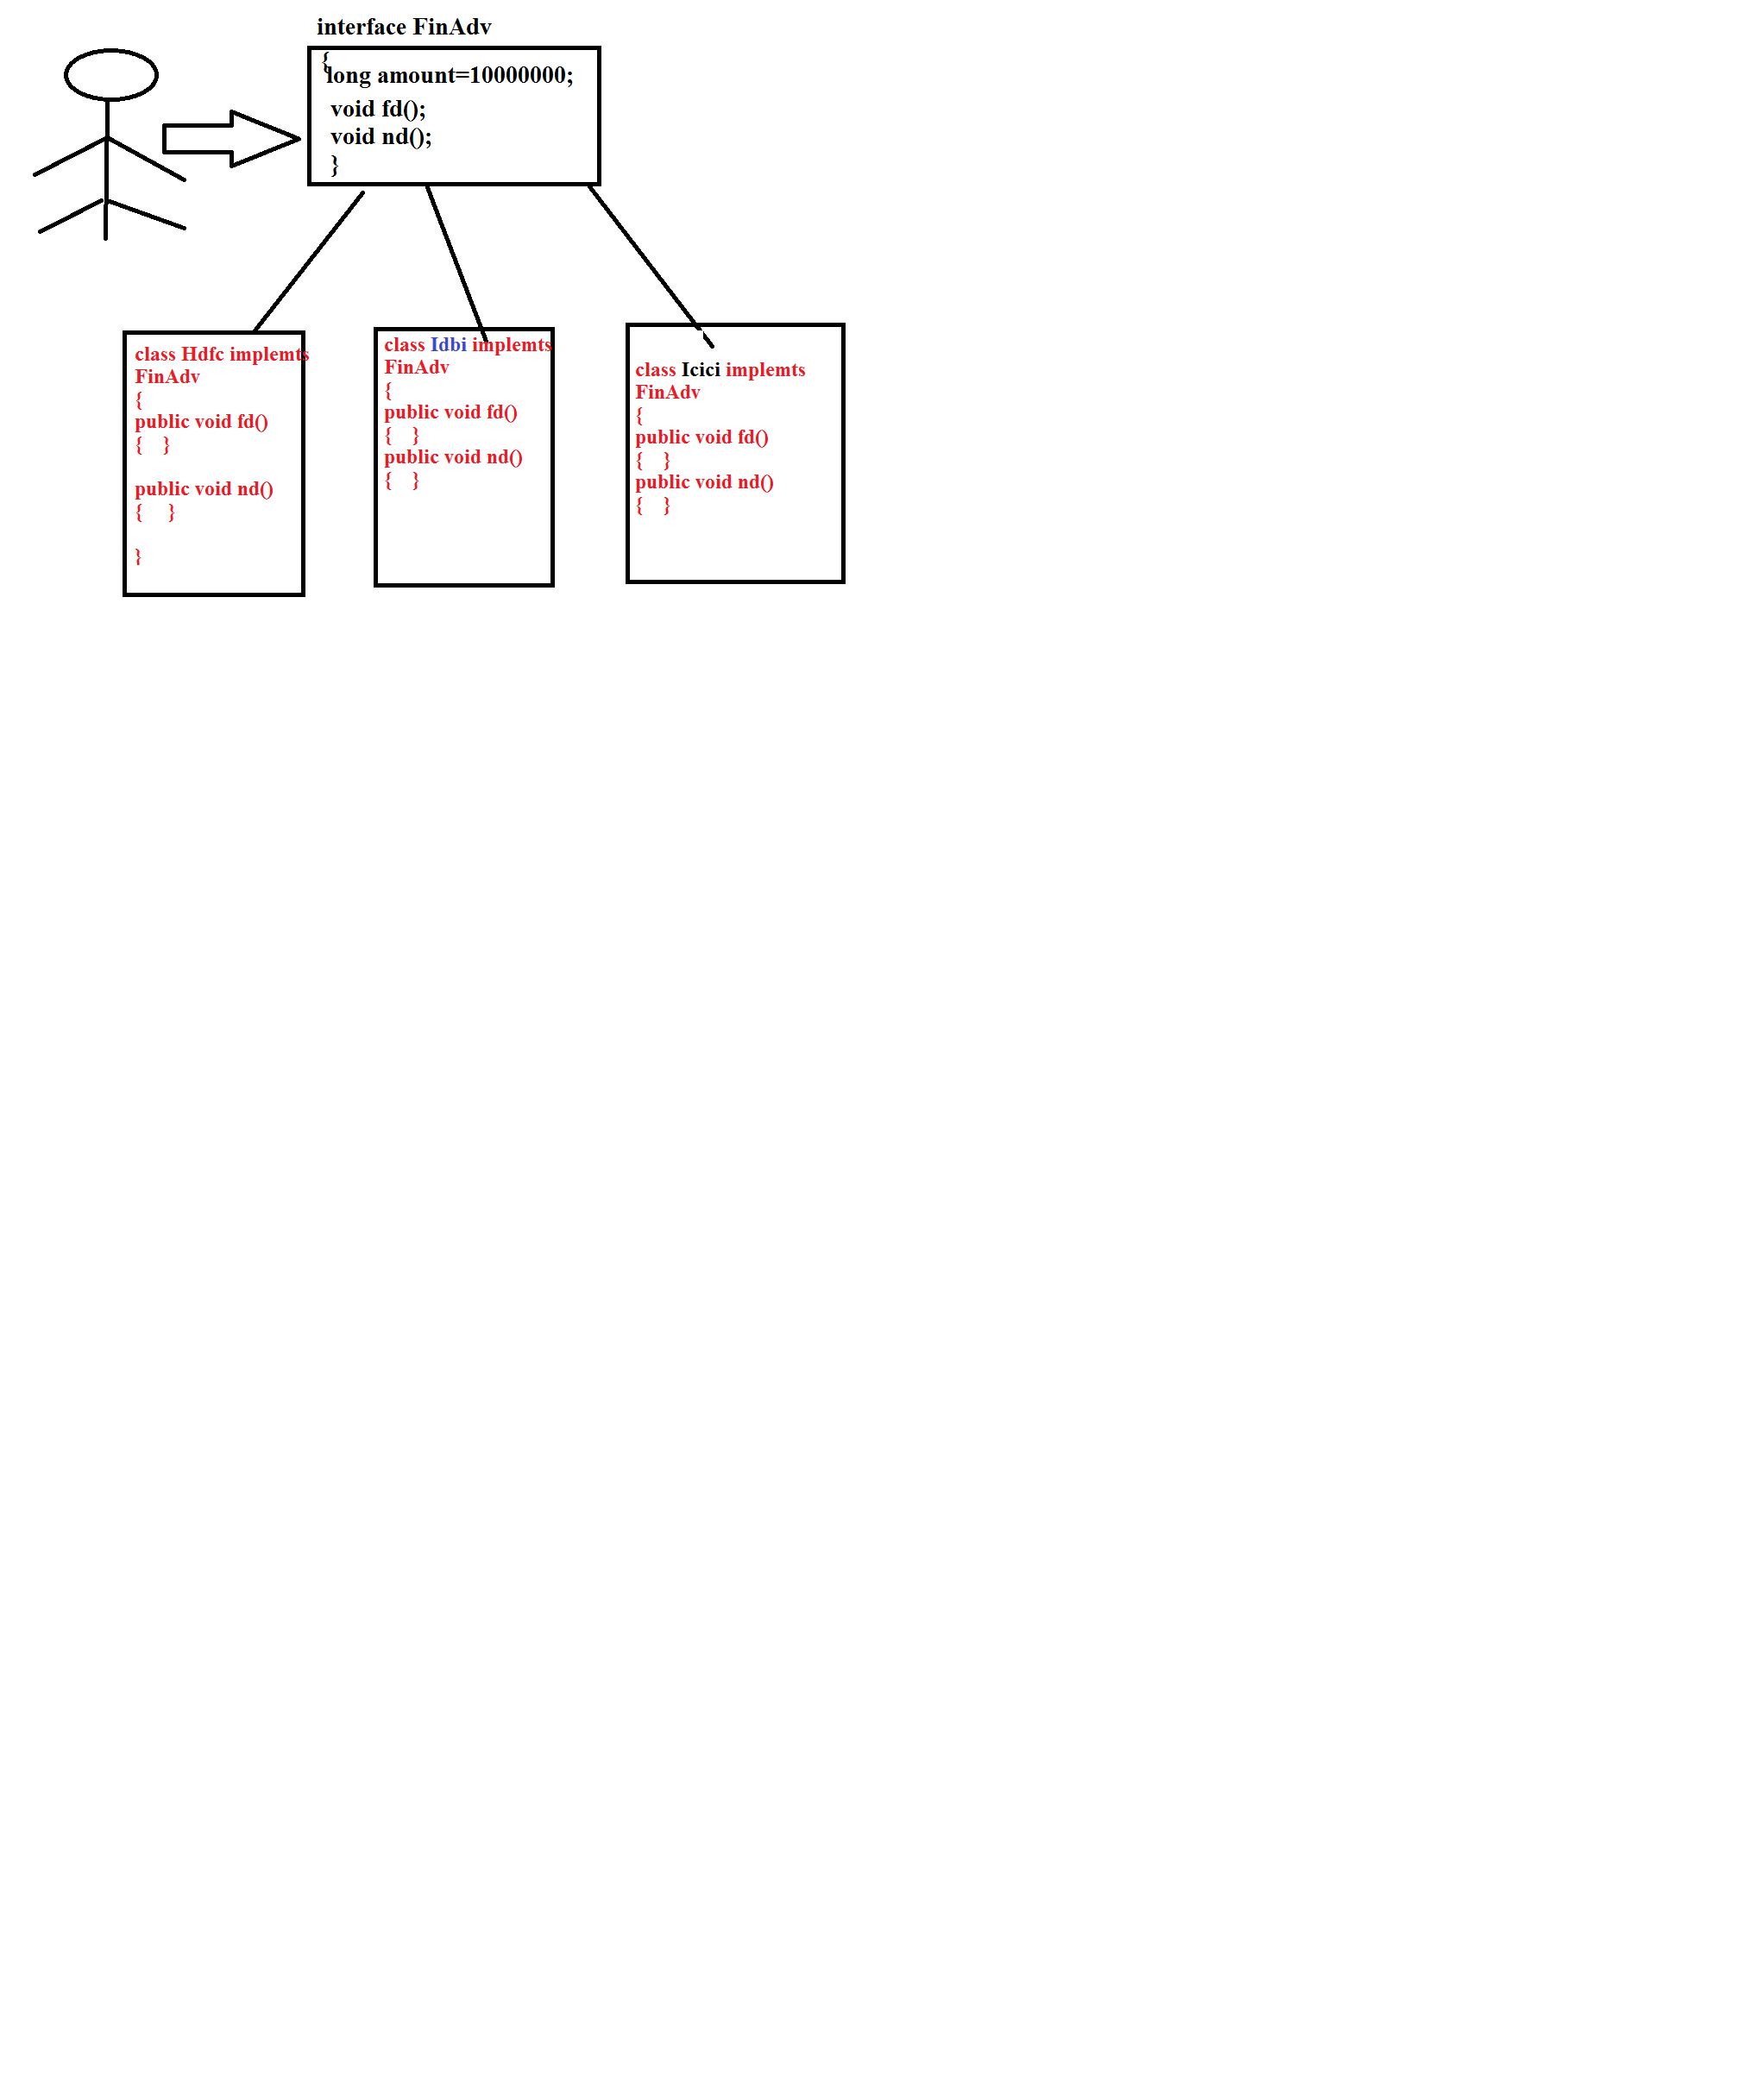 interface FinAdv
{
long amount=10000000;
void fd();
void nd();
}
class Hdfc implemts
FinAdv
{
public void fd()
{ }
public void nd()
{ }
}
class Idbi implemts
FinAdv
{
public void fd()
{ }
public void nd()
{ }
class Icici implemts
FinAdv
{
public void fd()
{ }
public void nd()
{ }